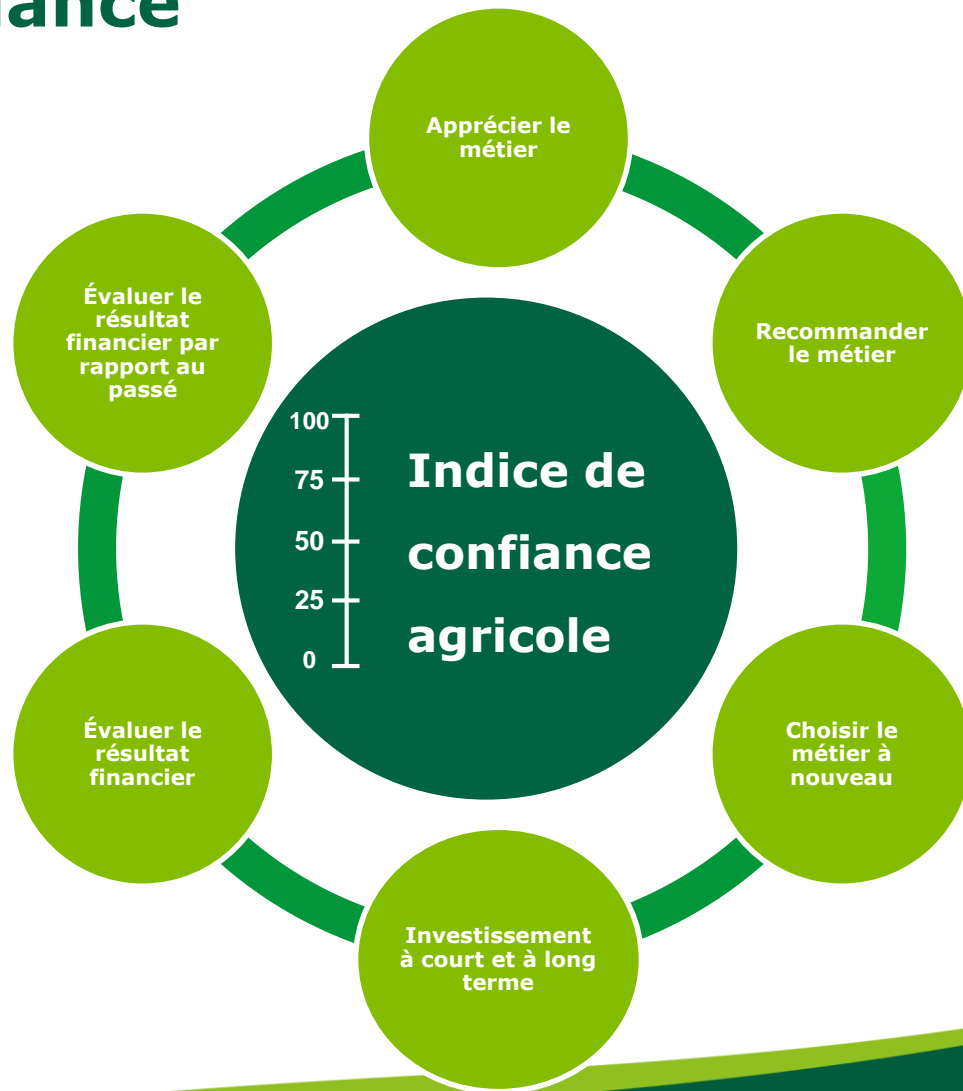 Apprécier le
métier
Recommander
le métier
Choisir le
métier à
nouveau
Investissement
à court et à long
terme
Évaluer le
résultat
financier
Évaluer le
résultat
financier par
rapport au
passé
100
75
50
25
0
Indice de
confiance
agricole